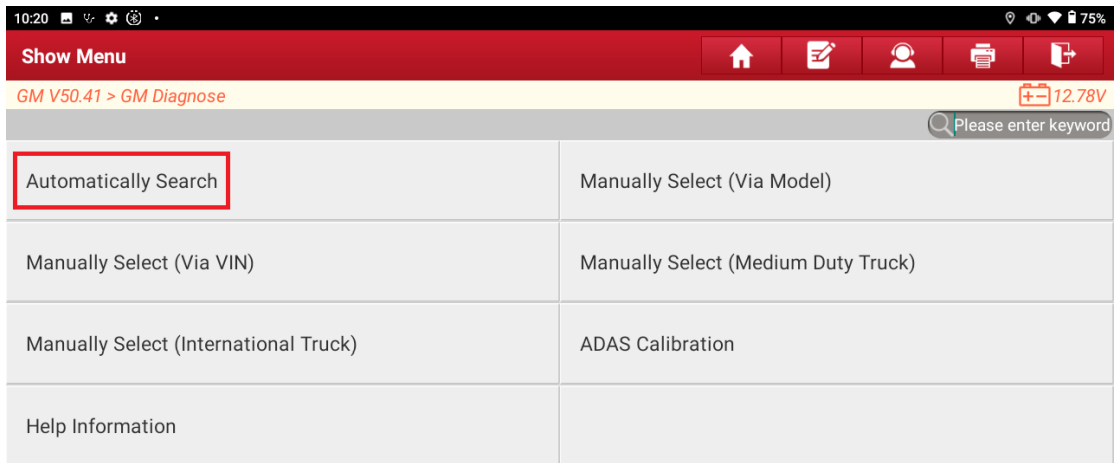 10:20 75%
Show Menu
GM V50.41 > GM Diagnose 12.78V
Please enter keyword
Automatically Search Manually Select (Via Model)
Manually Select (Via VIN) Manually Select (Medium Duty Truck)
Manually Select (International Truck) ADAS Calibration
Help Information